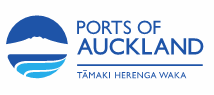 PORTS OF
AUCKLAND
TĀMAKI HERENGA WAKA